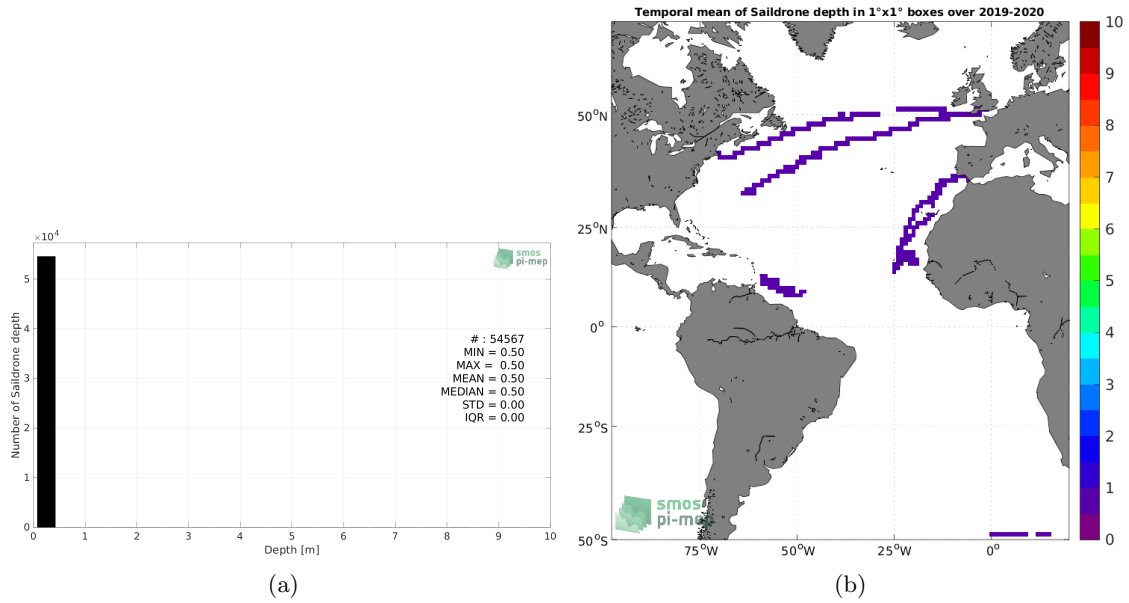 ×10⁴
5
4
3
2
1
0
0 1 2 3 4 5 6 7 8 9 10
Number of Saildrone depth
Depth [m]
smos
pi-mep
# : 54567
MIN = 0.50
MAX = 0.50
MEAN = 0.50
MEDIAN = 0.50
STD = 0.00
IQR = 0.00
(a)
Temporal mean of Saildrone depth in 1°x1° boxes over 2019-2020
50°N
25°N
0°
25°S
50°S
75°W 50°W 25°W 0°
smos
pi-mep
10
9
8
7
6
5
4
3
2
1
0
(b)